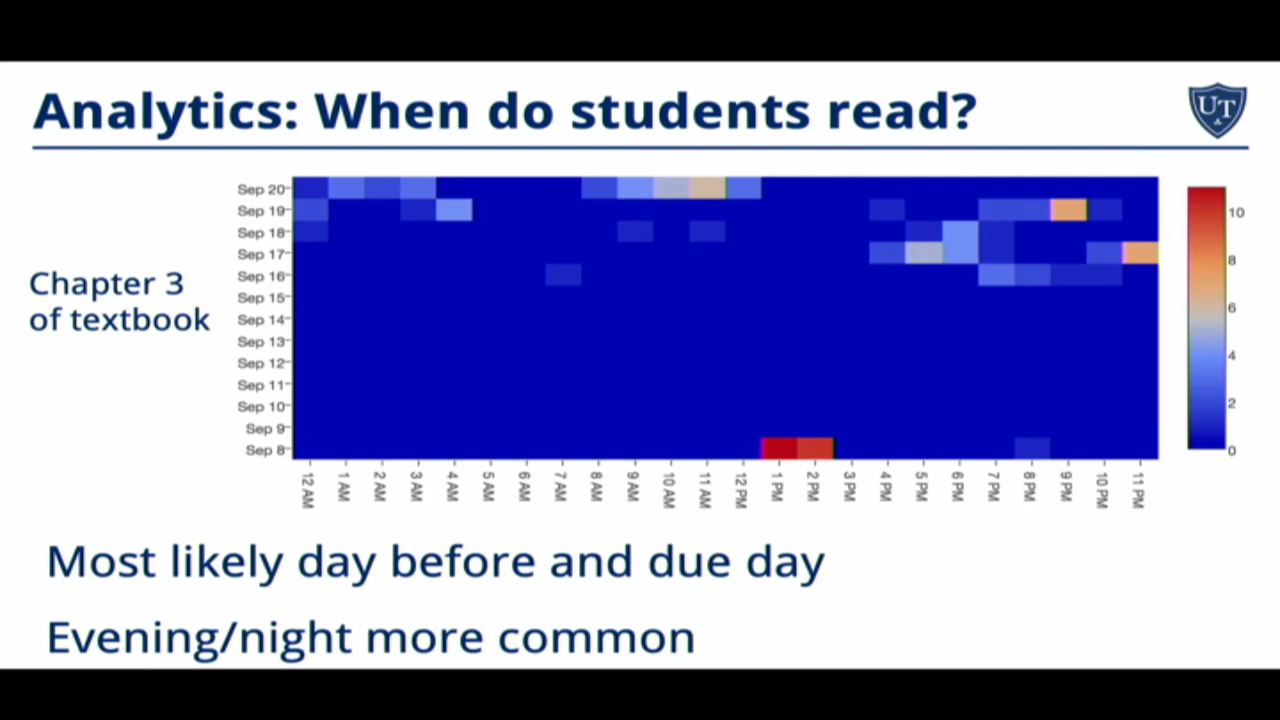 Analytics: When do students read?
UT
Chapter 3
of textbook
Sep 20
Sep 19
Sep 18
Sep 17
Sep 16
Sep 15
Sep 14
Sep 13
Sep 12
Sep 11
Sep 10
Sep 9
Sep 8
12 AM
1 AM
2 AM
3 AM
4 AM
5 AM
6 AM
7 AM
8 AM
9 AM
10 AM
11 AM
12 PM
1 PM
2 PM
3 PM
4 PM
5 PM
6 PM
7 PM
8 PM
9 PM
10 PM
11 PM
10
8
6
4
2
0
Most likely day before and due day
Evening/night more common